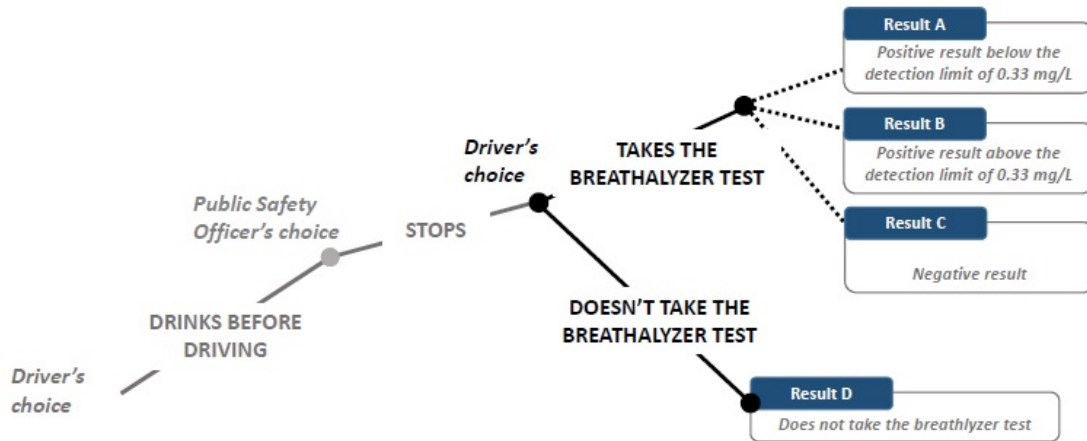 Driver's
choice
DRINKS BEFORE
DRIVING
Public Safety
Officer's choice
STOPS
Driver's
choice
TAKES THE
BREATHALYZER TEST
DOESN'T TAKE THE
BREATHALYZER TEST
Result A
Positive result below the
detection limit of 0.33 mg/L
Result B
Positive result above the
detection limit of 0.33 mg/L
Result C
Negative result
Result D
Does not take the breathlyzer test